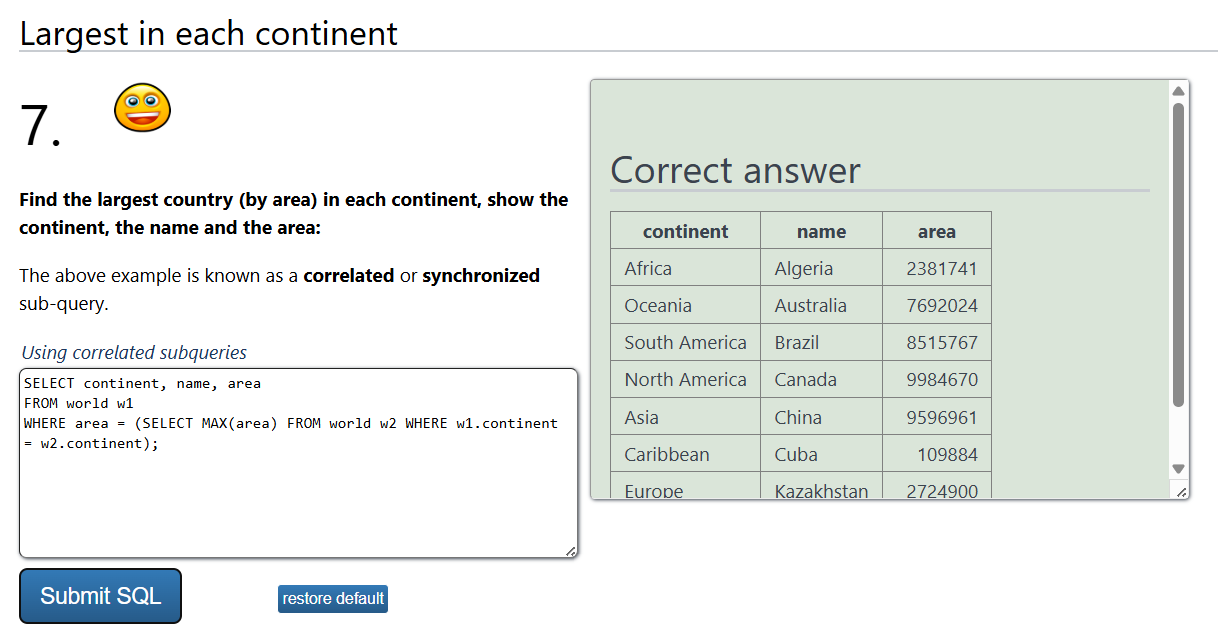 Largest in each continent
7.
Find the largest country (by area) in each continent, show the
continent, the name and the area:
The above example is known as a correlated or synchronized
sub-query.
Using correlated subqueries
SELECT continent, name, area
FROM world w1
WHERE area = (SELECT MAX(area) FROM world w2 WHERE w1.continent
= w2.continent);
Submit SQL
restore default
Correct answer
continent name area
Africa Algeria 2381741
Oceania Australia 7692024
South America Brazil 8515767
North America Canada 9984670
Asia China 9596961
Caribbean Cuba 109884
Europe Kazakhstan 2724900